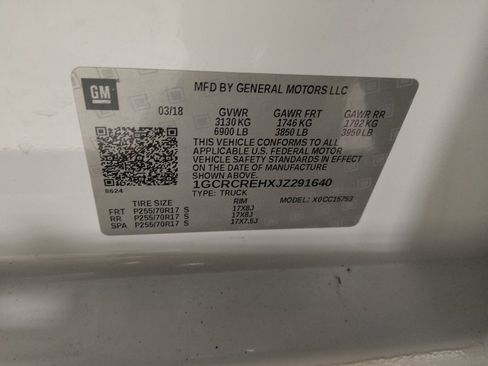 GM
MFD BY GENERAL MOTORS LLC
03/18 GVWR GAWR FRT GAWR RR
3130 KG 1746 KG 1792 KG
6900 LB 3850 LB 3950 LB
THIS VEHICLE CONFORMS TO ALL
APPLICABLE U.S. FEDERAL MOTOR
VEHICLE SAFETY STANDARDS IN EFFECT
ON THE DATE OF MANUFACTURE SHOWN ABOVE.
1GCRCREHXJZ291640
8624
TYPE: TRUCK MODEL: X0CC15753
TIRE SIZE RIM
FRT P255/70R17 S 17X8J
RR P255/70R17 S 17X8J
SPA P255/70R17 S 17X7.5J